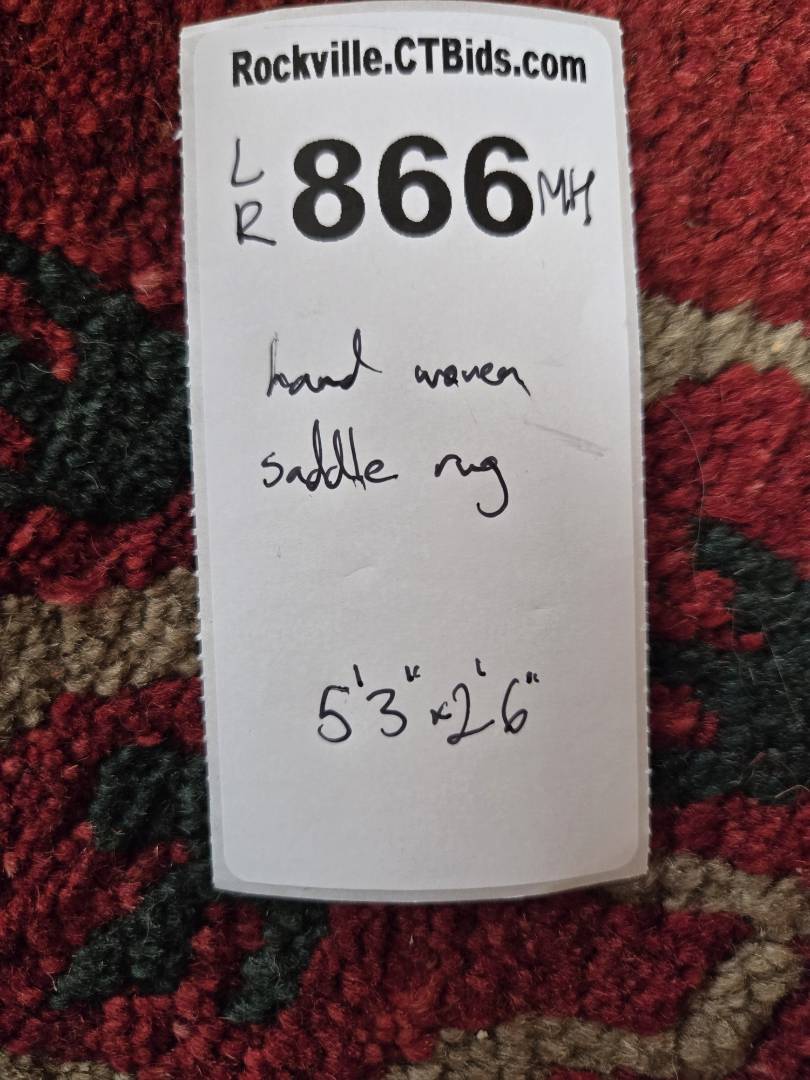 Rockville.CTBids.com
L
R
866 MH
hand woven
saddle rug
5'3"x2'6"